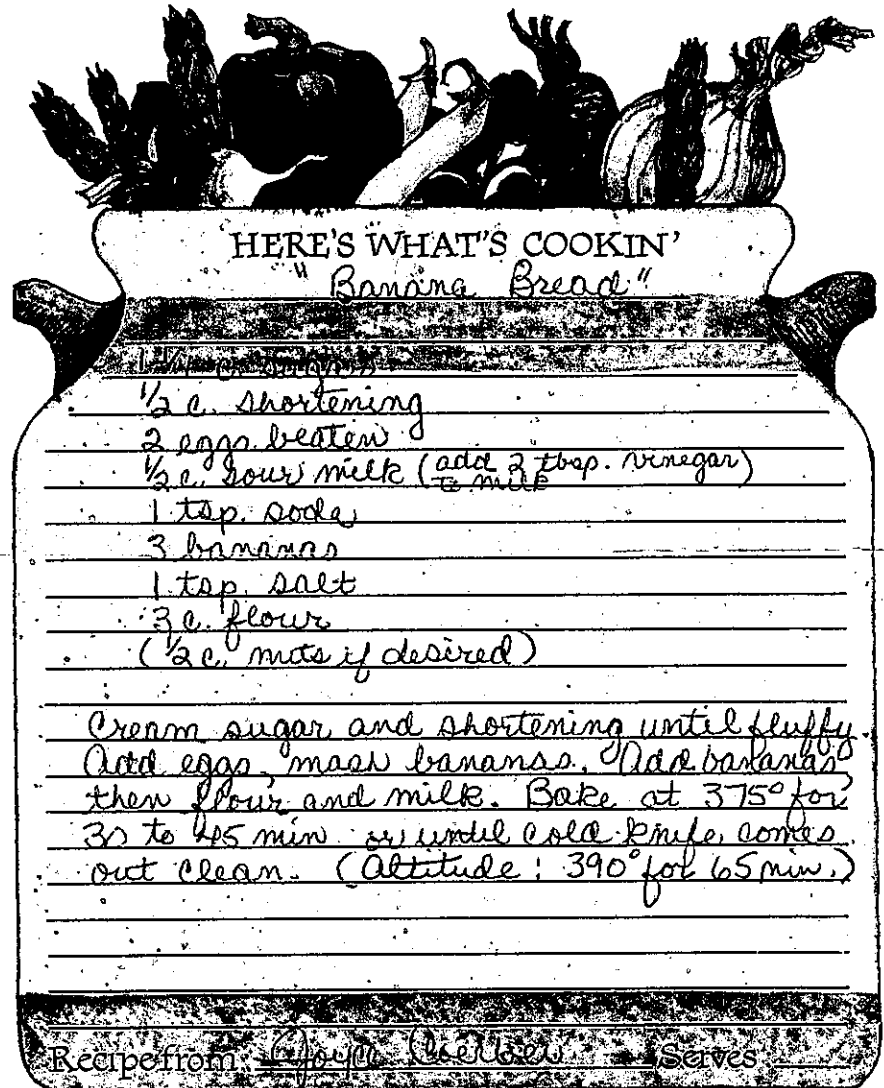 HERE'S WHAT'S COOKIN'
"Banana Bread"
c. sugar
1/2 c. shortening
2 eggs beaten
1/2 c. sour milk (add 2 tbsp. vinegar to milk)
1 tsp. soda
3 bananas
1 tsp. salt
3 c. flour
(1/2 c. nuts if desired)
Cream sugar and shortening until fluffy.
Add eggs, mash bananas. Add bananas,
then flour and milk. Bake at 375° for
30 to 45 min or until cold knife comes
out clean. (Altitude: 390° for 65 min.)
Recipe from Joyce Serves